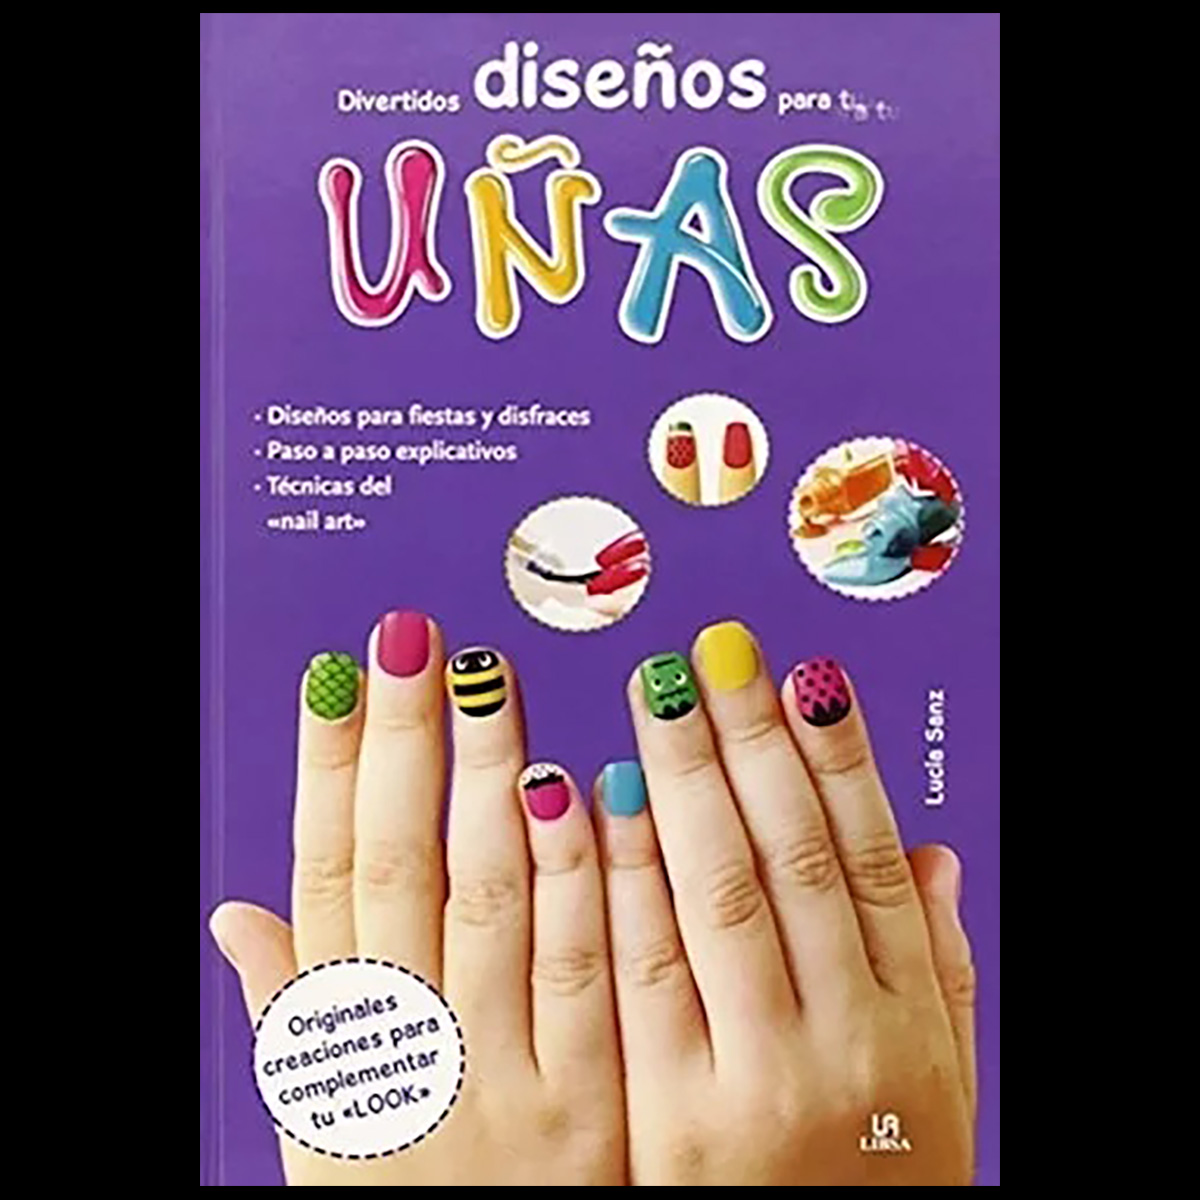 Divertidos diseños para
UÑAS
· Diseños para fiestas y disfraces
· Paso a paso explicativos
· Técnicas del
«nail art»
Lucía Sanz
Originales
creaciones para
complementar
tu «LOOK»
LA
LIBSA